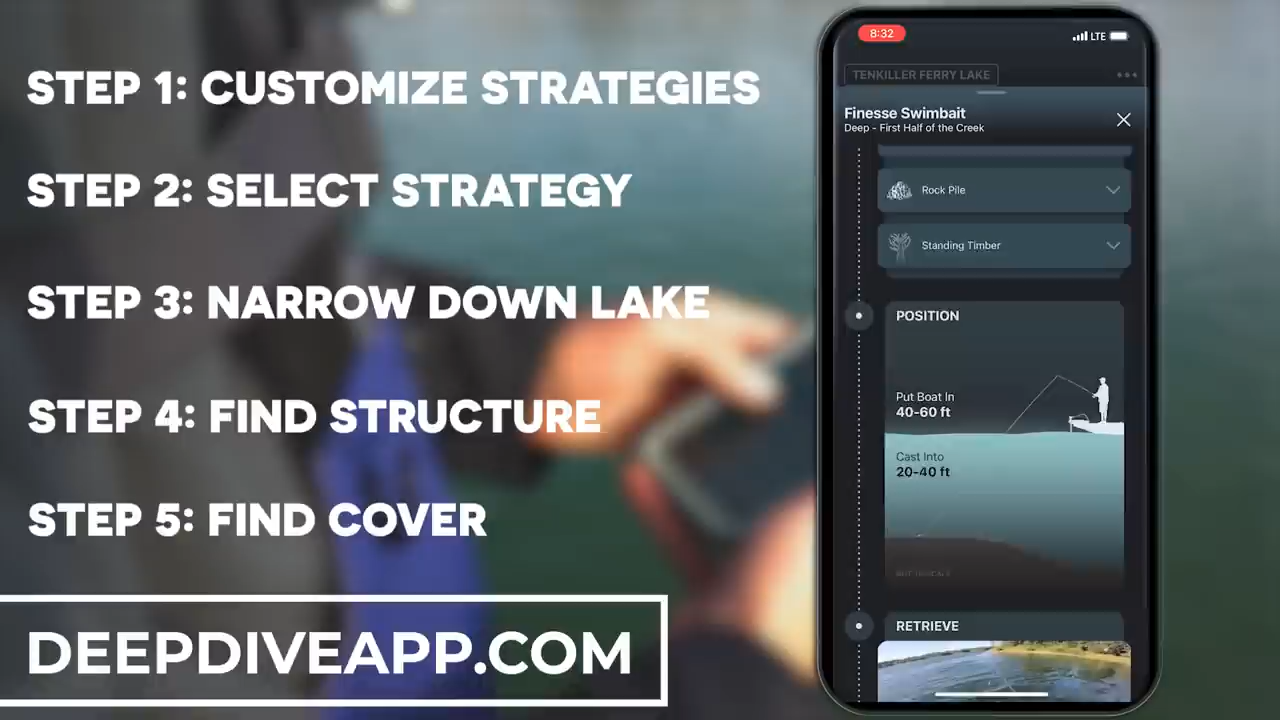 STEP 1: CUSTOMIZE STRATEGIES
STEP 2: SELECT STRATEGY
STEP 3: NARROW DOWN LAKE
STEP 4: FIND STRUCTURE
STEP 5: FIND COVER
DEEPDIVEAPP.COM
8:32
LTE
TENKILLER FERRY LAKE
Finesse Swimbait
Deep - First Half of the Creek
Rock Pile
Standing Timber
POSITION
Put Boat In
40-60 ft
Cast Into
20-40 ft
RETRIEVE